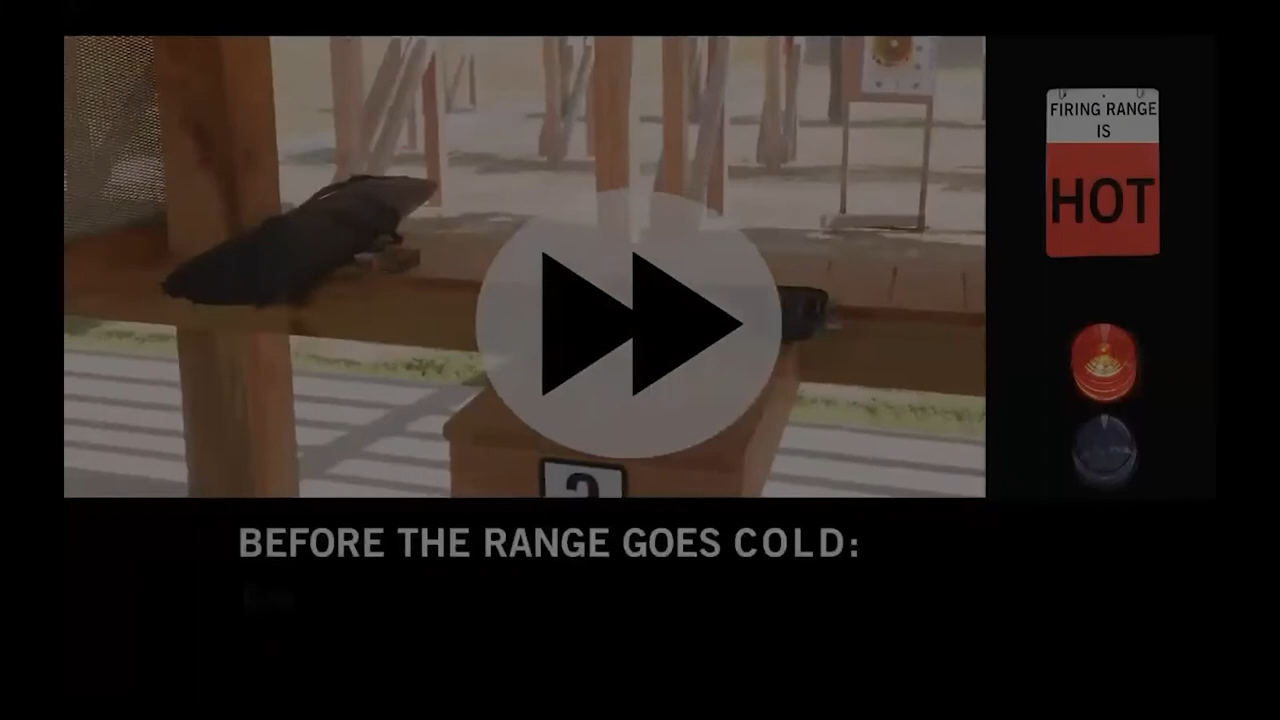 FIRING RANGE
IS
HOT
BEFORE THE RANGE GOES COLD: